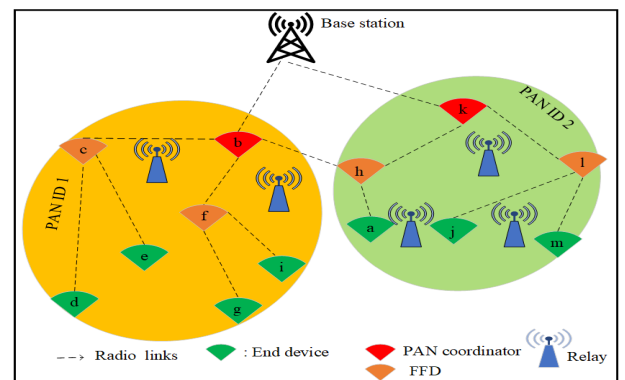 Base station
PAN ID 2
k
c
b
h
l
PAN ID 1
f
a
j
m
e
i
d
g
Radio links
: End device
PAN coordinator
Relay
FFD